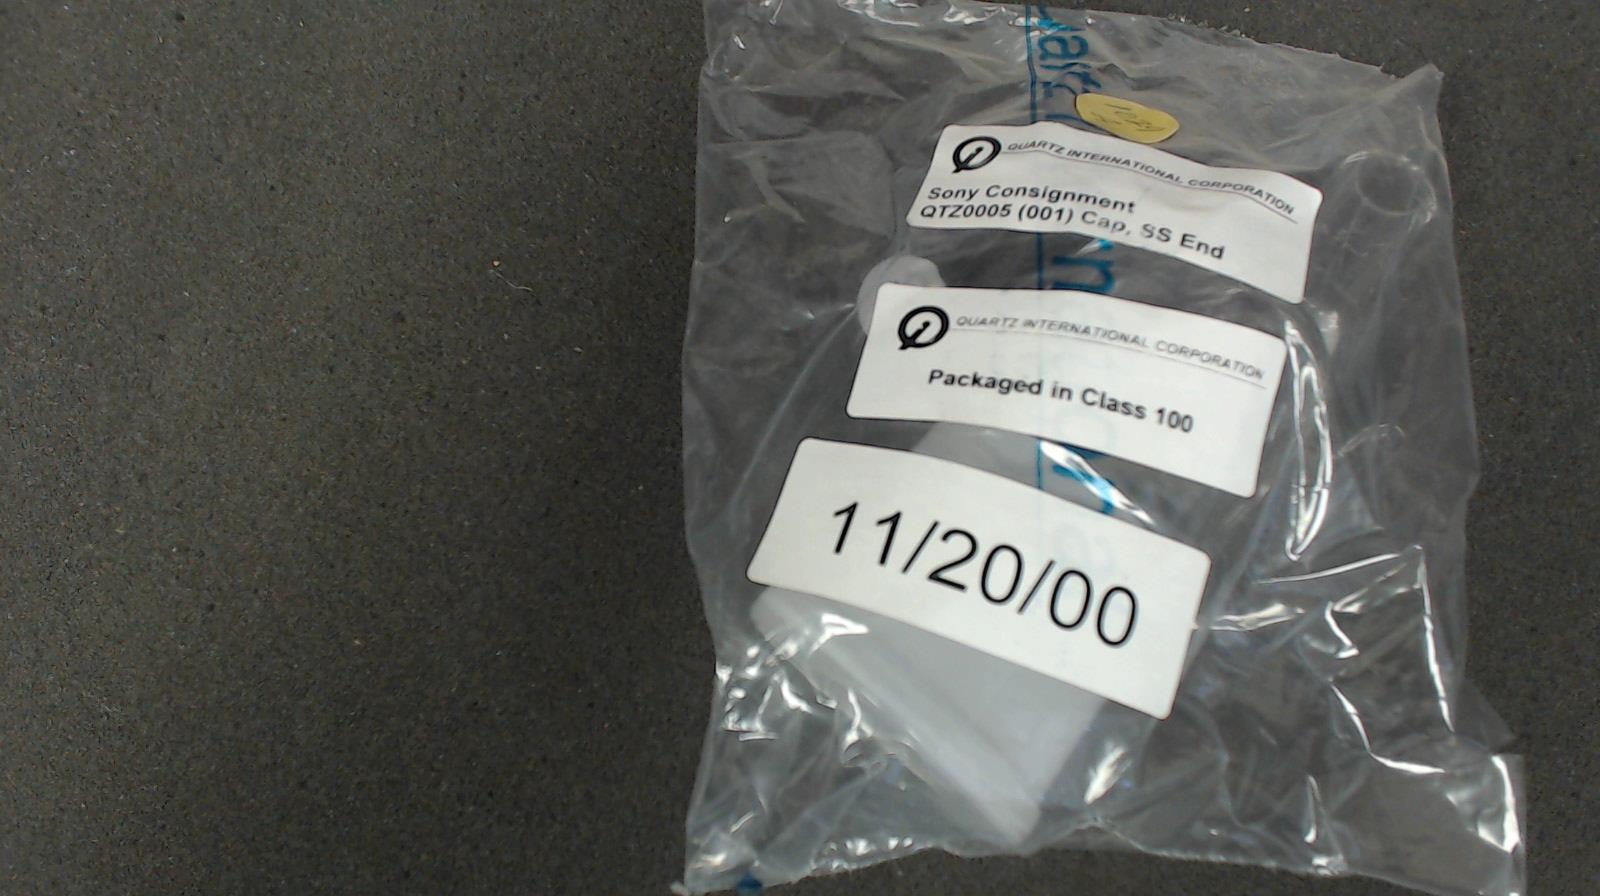 QUARTZ INTERNATIONAL CORPORATION
Sony Consignment
QTZ0005 (001) Cap, SS End
QUARTZ INTERNATIONAL CORPORATION
Packaged in Class 100
11/20/00